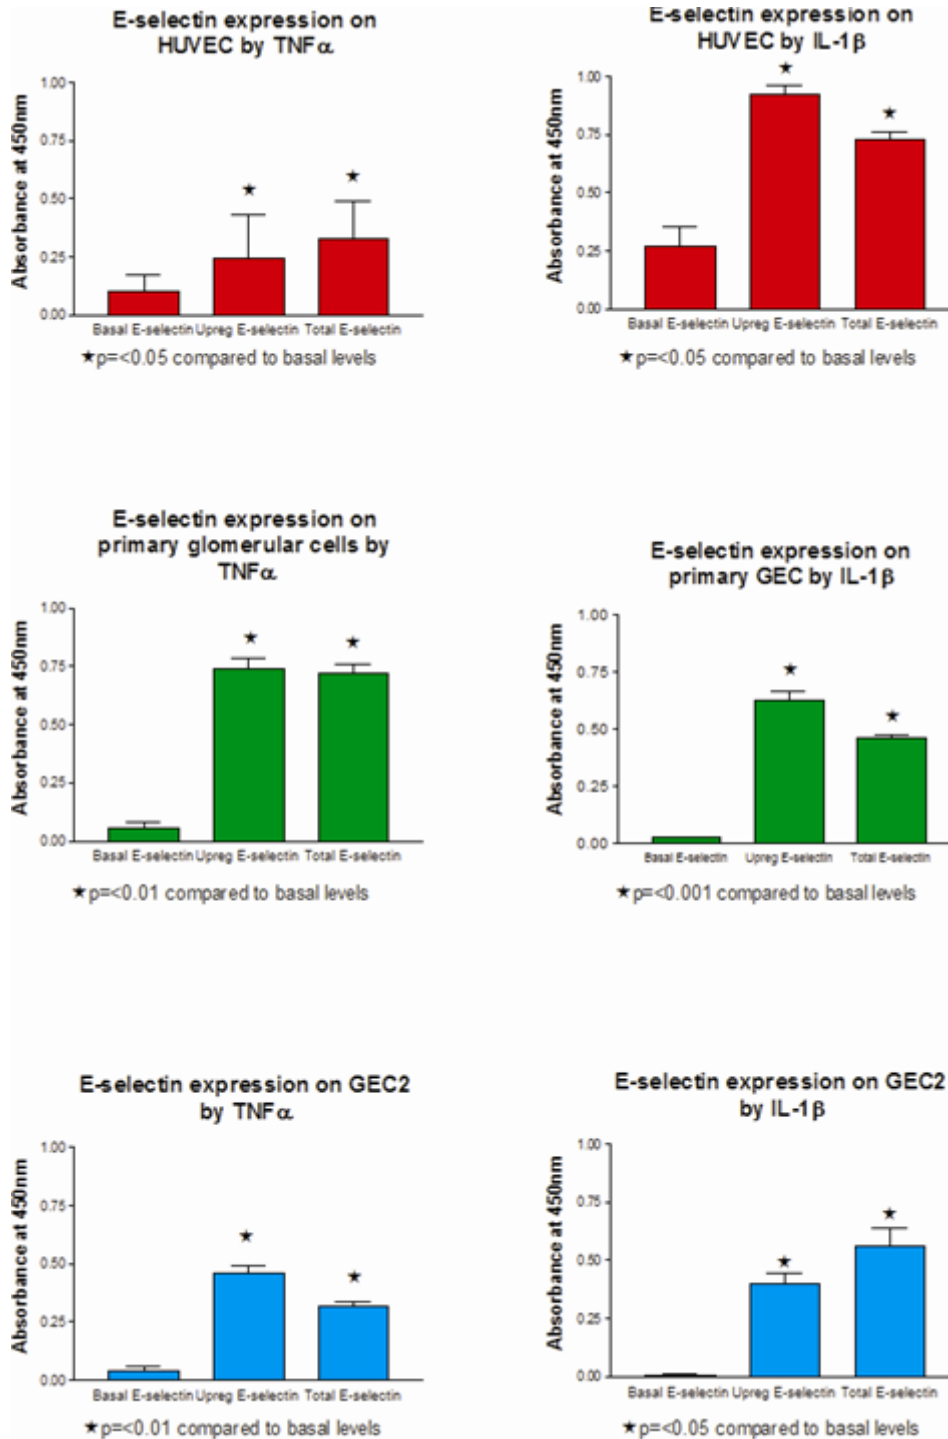 E-selectin expression on
HUVEC by TNFα
Absorbance at 450nm
1.00
0.75
0.50
0.25
0.00
★
★
Basal E-selectin Upreg E-selectin Total E-selectin
★p=<0.05 compared to basal levels
E-selectin expression on
HUVEC by IL-1β
Absorbance at 450nm
1.00
0.75
0.50
0.25
0.00
★
★
Basal E-selectin Upreg E-selectin Total E-selectin
★p=<0.05 compared to basal levels
E-selectin expression on
primary glomerular cells by
TNFα
Absorbance at 450nm
1.00
0.75
0.50
0.25
0.00
★
★
Basal E-selectin Upreg E-selectin Total E-selectin
★p=<0.01 compared to basal levels
E-selectin expression on
primary GEC by IL-1β
Absorbance at 450nm
1.00
0.75
0.50
0.25
0.00
★
★
Basal E-selectin Upreg E-selectin Total E-selectin
★p=<0.001 compared to basal levels
E-selectin expression on GEC2
by TNFα
Absorbance at 450nm
1.00
0.75
0.50
0.25
0.00
★
★
Basal E-selectin Upreg E-selectin Total E-selectin
★p=<0.01 compared to basal levels
E-selectin expression on GEC2
by IL-1β
Absorbance at 450nm
1.00
0.75
0.50
0.25
0.00
★
★
Basal E-selectin Upreg E-selectin Total E-selectin
★p=<0.05 compared to basal levels